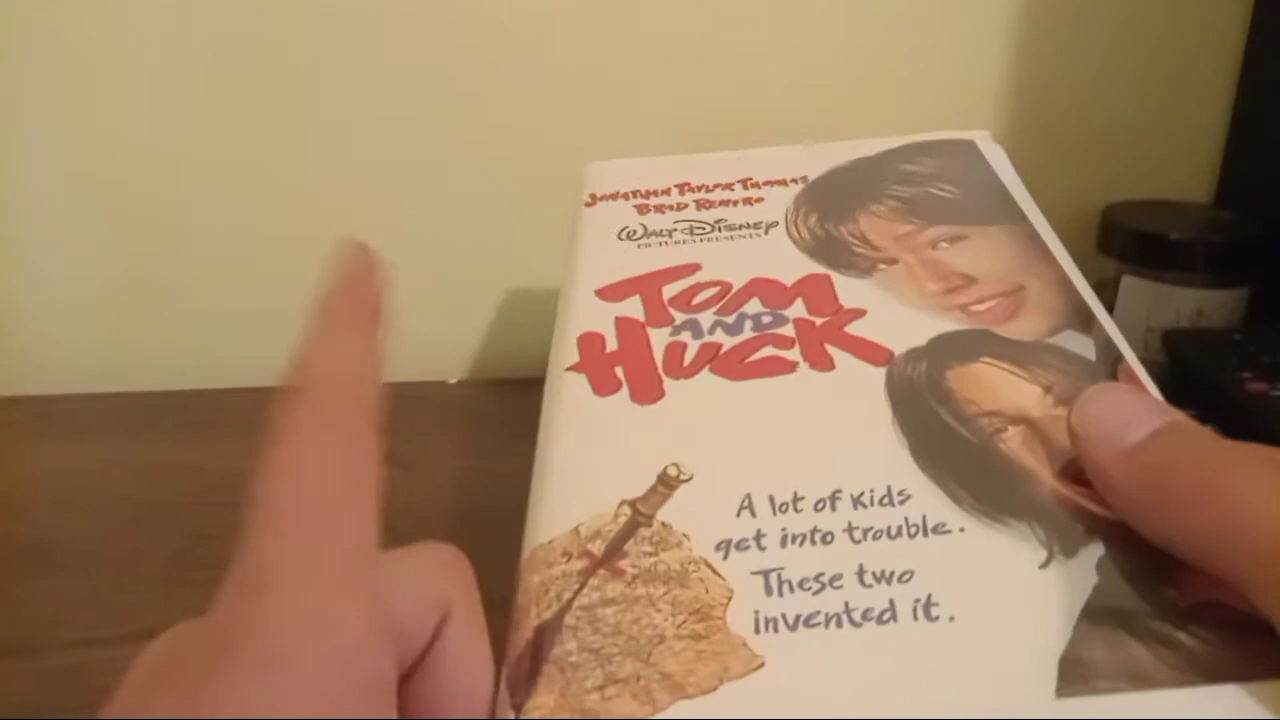 JONATHAN TAYLOR THOMAS
BRAD RENFRO
WALT DISNEY
PICTURES PRESENTS
TOM
AND
HUCK
A lot of kids
get into trouble.
These two
invented it.